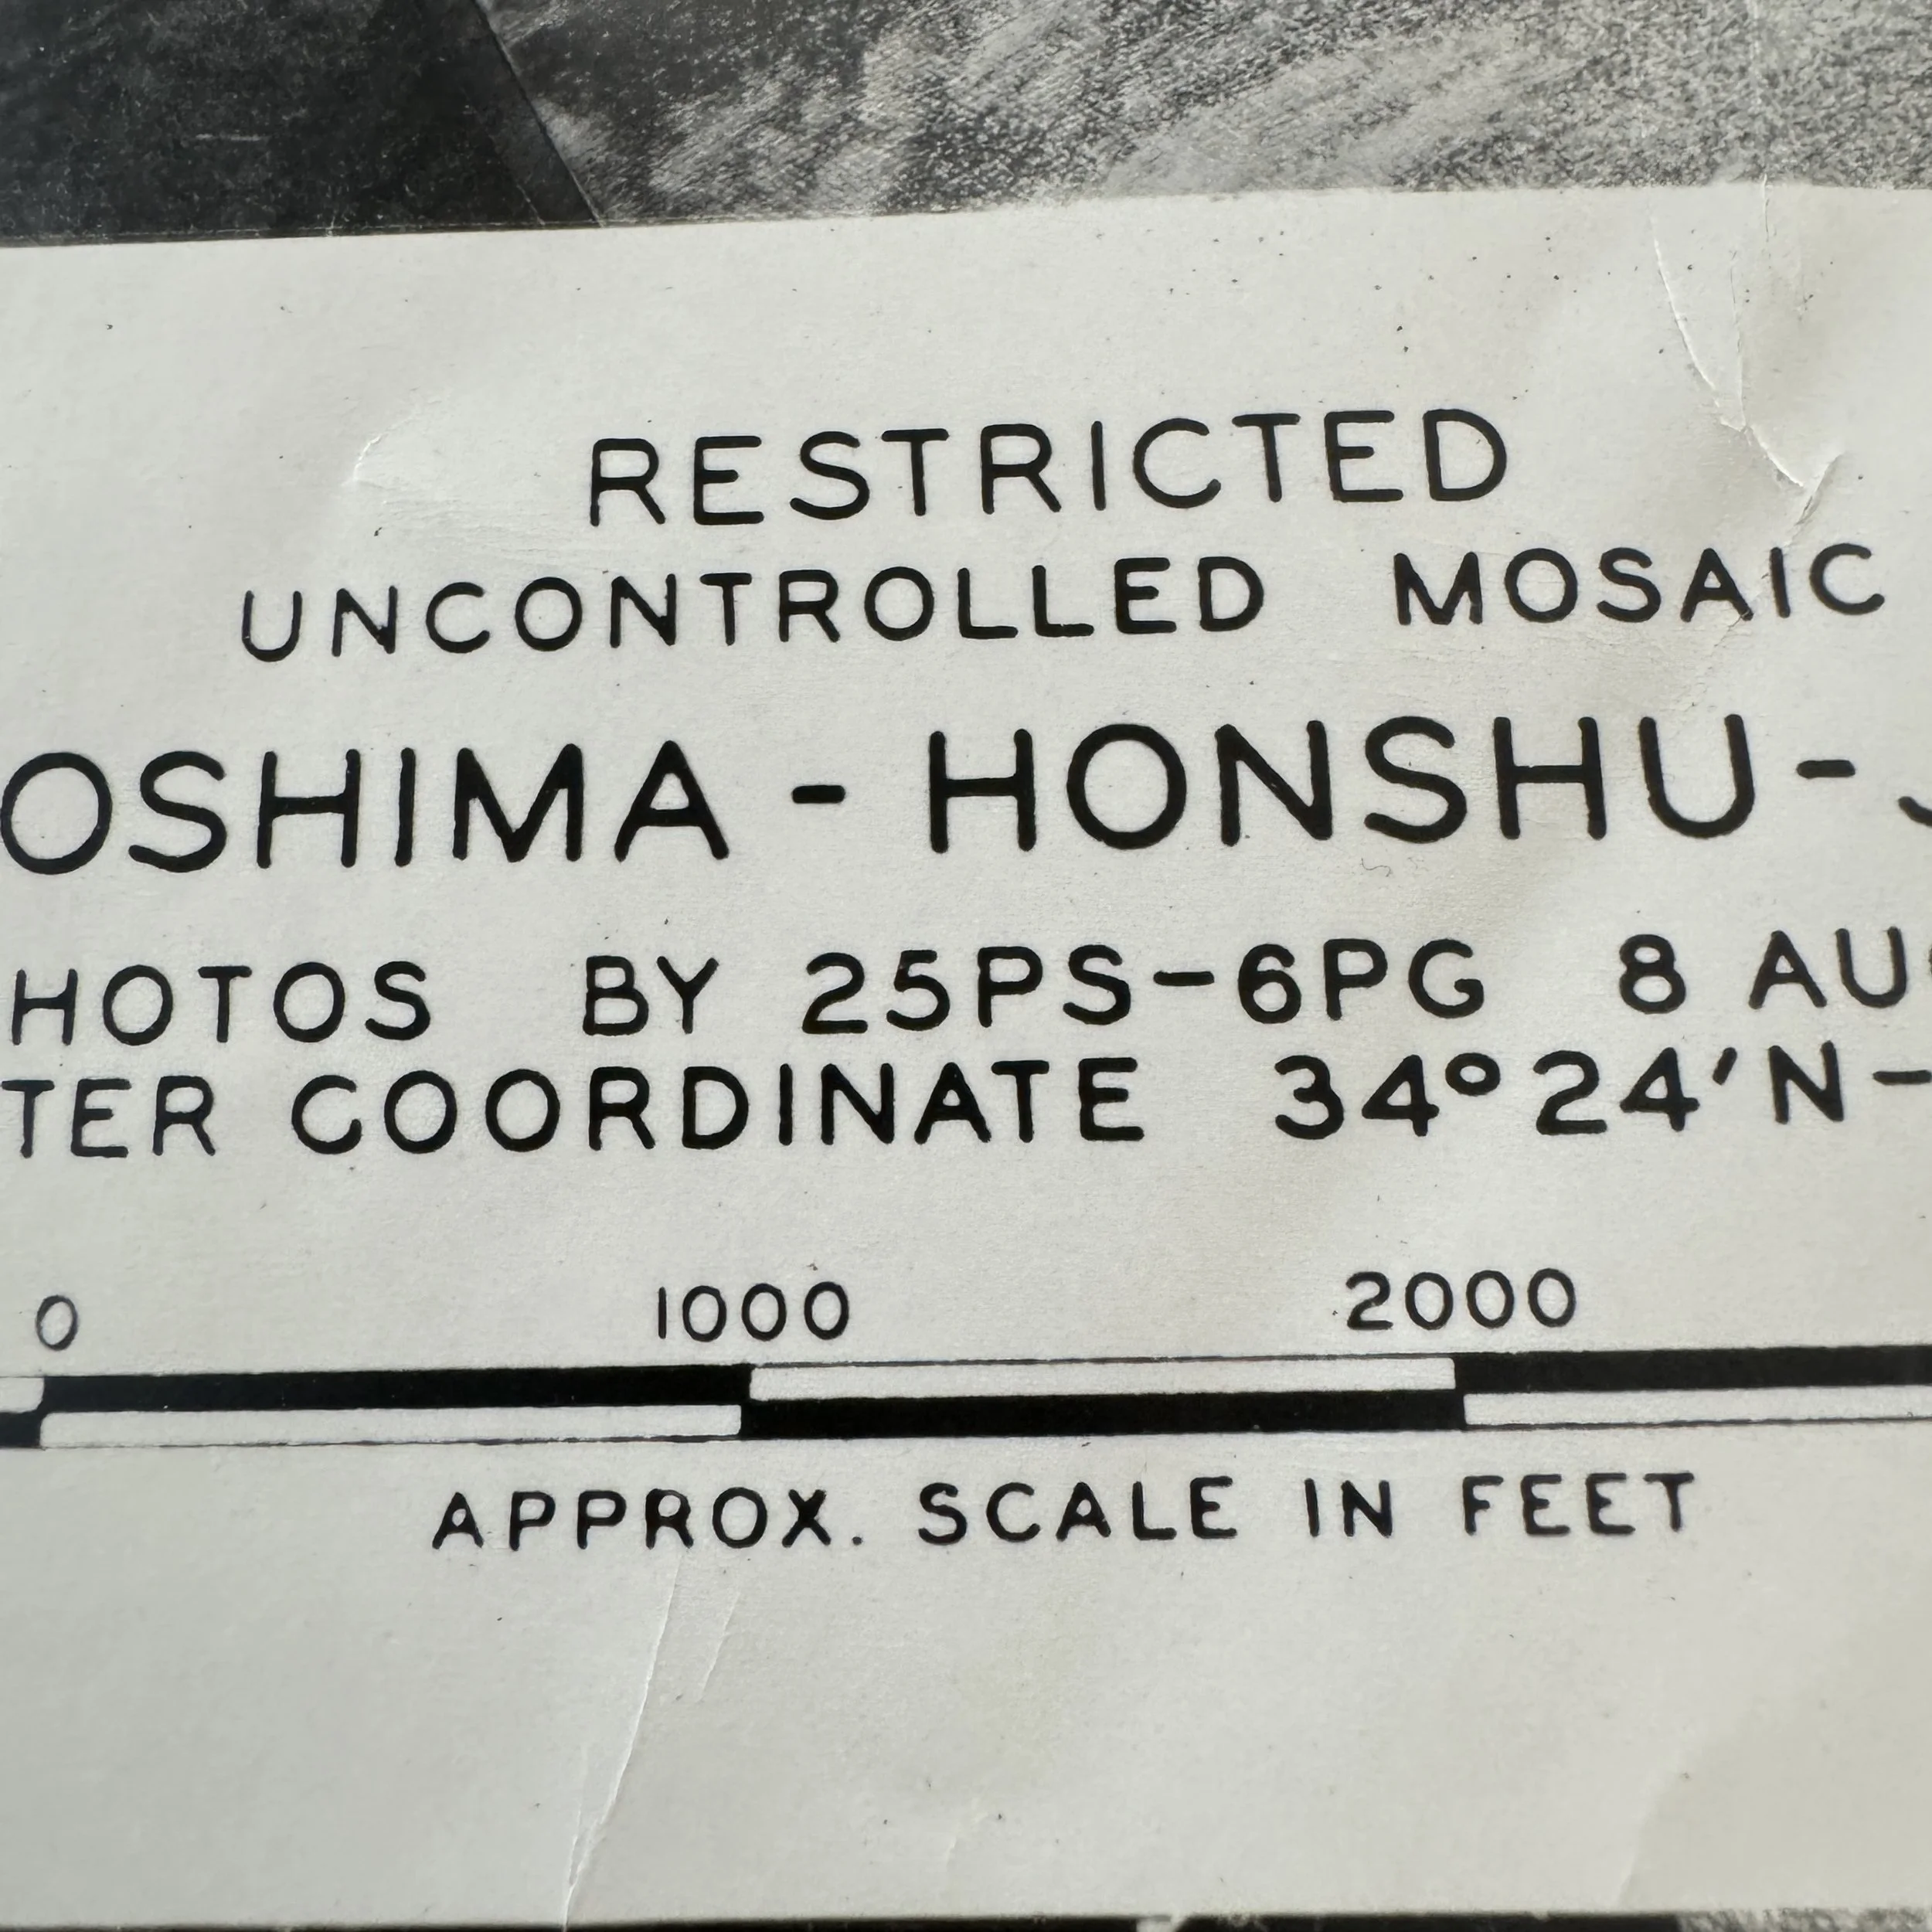 RESTRICTED
UNCONTROLLED MOSAIC
OSHIMA - HONSHU -
HOTOS BY 25PS-6PG 8 AU
TER COORDINATE 34°24'N-
0 1000 2000
APPROX. SCALE IN FEET